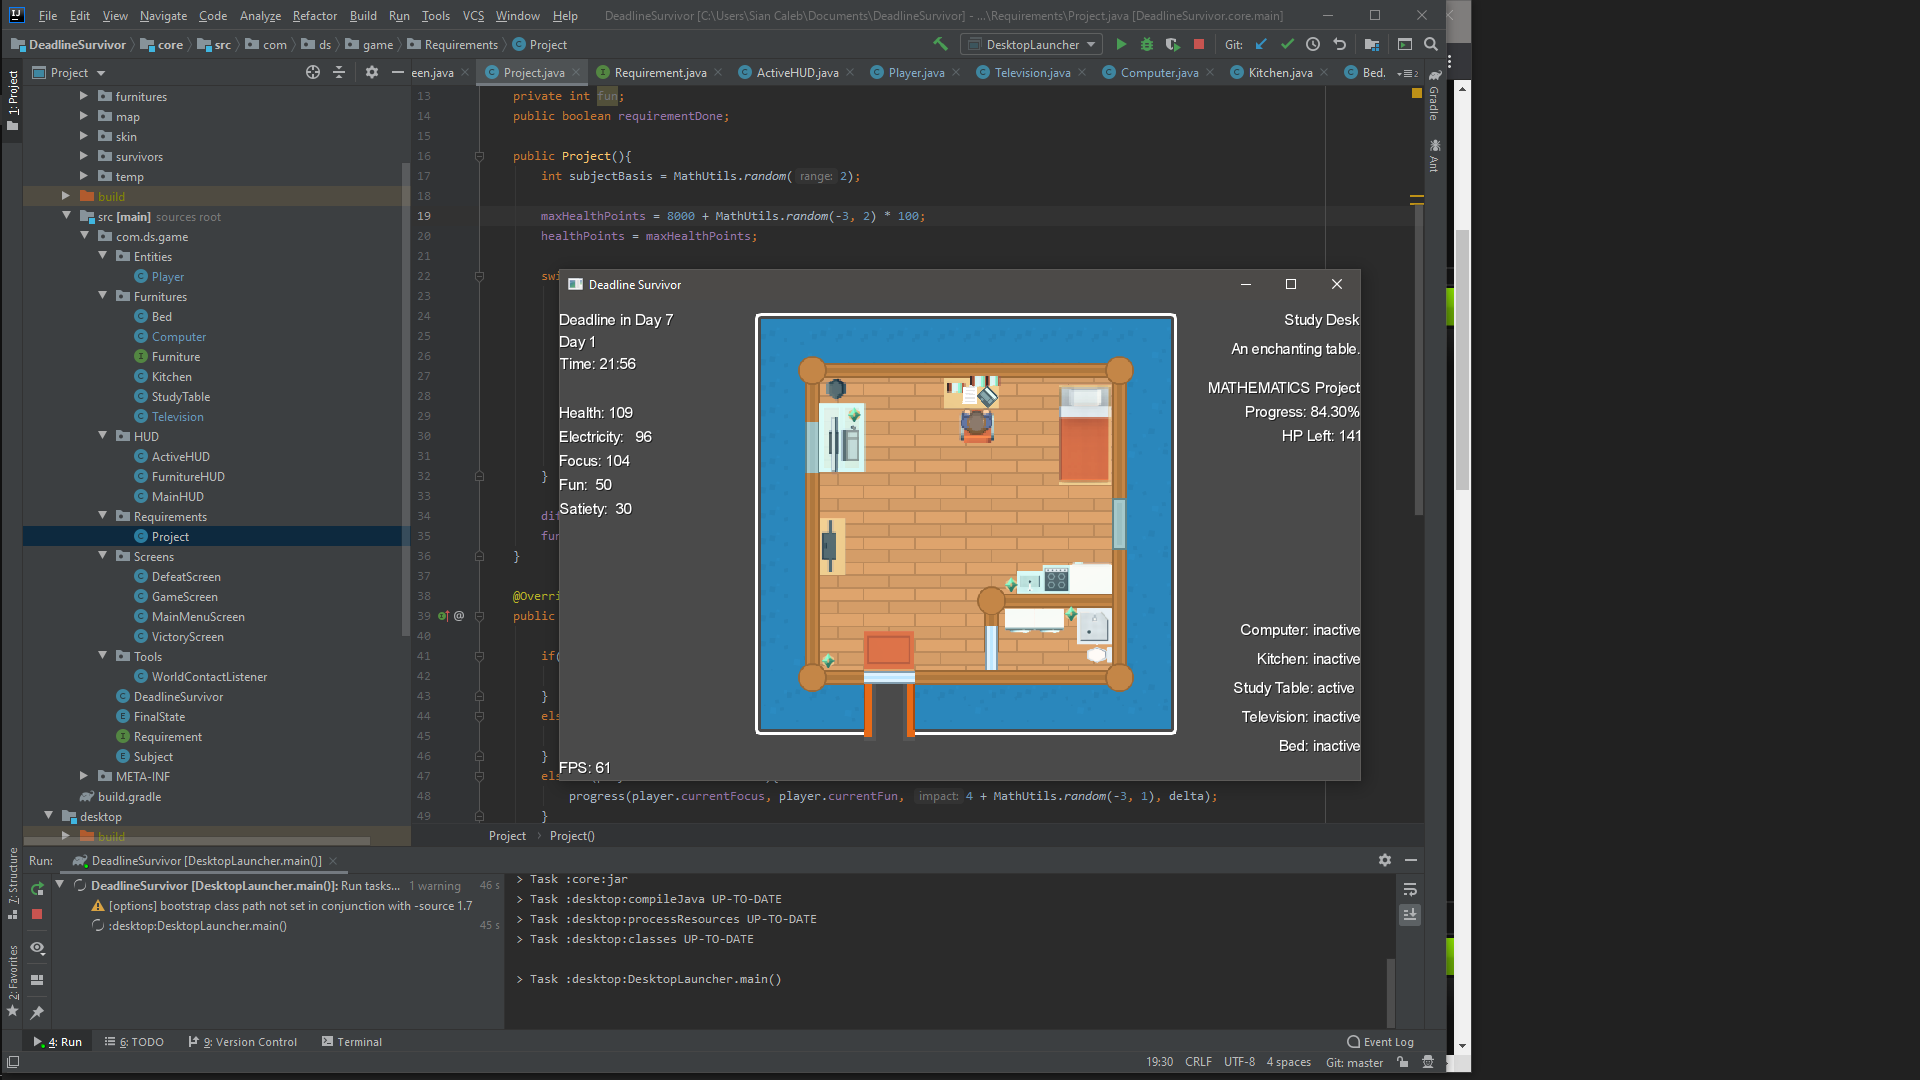 File Edit View Navigate Code Analyze Refactor Build Run Tools VCS Window Help DeadlineSurvivor [C:\Users\Sian Caleb\Documents\DeadlineSurvivor] - ...\Requirements\Project.java [DeadlineSurvivor.core.main]
DeadlineSurvivor core src com ds game Requirements Project DesktopLauncher Git:
1: Project
Project
een.java Project.java Requirement.java ActiveHUD.java Player.java Television.java Computer.java Kitchen.java Bed.
Gradle
Ant
furnitures
map
skin
survivors
temp
build
src [main] sources root
com.ds.game
Entities
Player
Furnitures
Bed
Computer
Furniture
Kitchen
StudyTable
Television
HUD
ActiveHUD
FurnitureHUD
MainHUD
Requirements
Project
Screens
DefeatScreen
GameScreen
MainMenuScreen
VictoryScreen
Tools
WorldContactListener
DeadlineSurvivor
FinalState
Requirement
Subject
META-INF
build.gradle
desktop
build
13 private int fun;
14 public boolean requirementDone;
15
16 public Project(){
17 int subjectBasis = MathUtils.random( range: 2);
18
19 maxHealthPoints = 8000 + MathUtils.random(-3, 2) * 100;
20 healthPoints = maxHealthPoints;
21
22 swi
23
24
25
26
27
28
29
30
31
32 }
33
34 dif
35 fun
36 }
37
38 @Overri
39 @ public
40
41 if(
42
43 }
44 els
45
46 }
47 els
48 progress(player.currentFocus, player.currentFun, impact: 4 + MathUtils.random(-3, 1), delta);
49 }
Project Project()
Deadline Survivor
Deadline in Day 7
Day 1
Time: 21:56
Health: 109
Electricity: 96
Focus: 104
Fun: 50
Satiety: 30
FPS: 61
Study Desk
An enchanting table.
MATHEMATICS Project
Progress: 84.30%
HP Left: 141
Computer: inactive
Kitchen: inactive
Study Table: active
Television: inactive
Bed: inactive
7: Structure
2: Favorites
Run: DeadlineSurvivor [DesktopLauncher.main()]
DeadlineSurvivor [DesktopLauncher.main()]: Run tasks... 1 warning 46 s
[options] bootstrap class path not set in conjunction with -source 1.7
:desktop:DesktopLauncher.main() 45 s
> Task :core:jar
> Task :desktop:compileJava UP-TO-DATE
> Task :desktop:processResources UP-TO-DATE
> Task :desktop:classes UP-TO-DATE
> Task :desktop:DesktopLauncher.main()
4: Run 6: TODO 9: Version Control Terminal Event Log
19:30 CRLF UTF-8 4 spaces Git: master